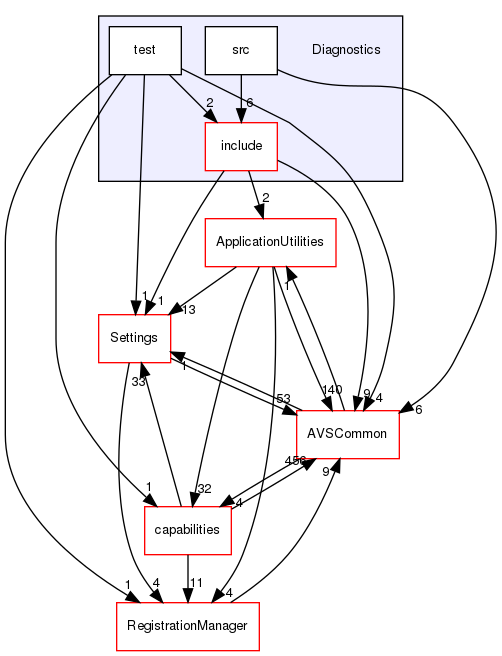 test
src
Diagnostics
2
6
include
2
ApplicationUtilities
1
1
1
13
Settings
1
33
1
53
140
9
4
6
AVSCommon
456
1
32
4
9
capabilities
11
1
4
4
RegistrationManager